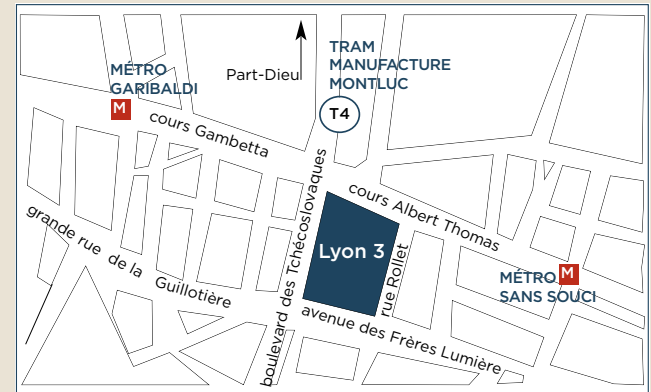 TRAM
MANUFACTURE
MONTLUC
MÉTRO
GARIBALDI
M
Part-Dieu
T4
cours Gambetta
cours Albert Thomas
boulevard des Tchécoslovaques
grande rue de la Guillotière
Lyon 3
rue Rollet
MÉTRO
SANS SOUCI
M
avenue des Frères Lumière